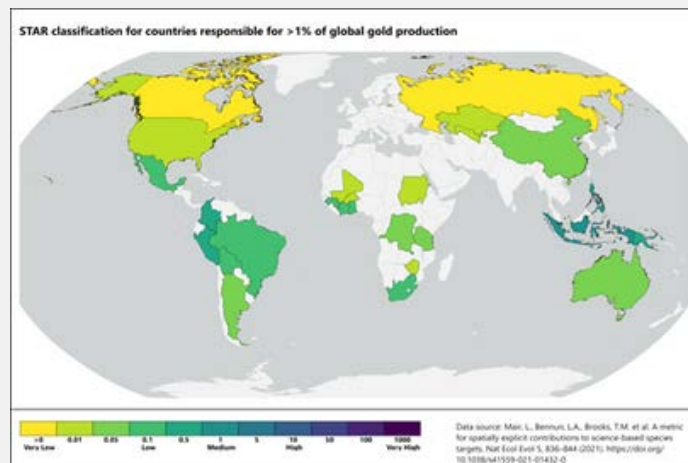 STAR classification for countries responsible for >1% of global gold production
>0 0.01 0.05 0.1 0.5 1 5 10 50 100 1000
Very Low Low Medium High Very High
Data source: Mair, L., Bennun, L.A., Brooks, T.M. et al. A metric
for spatially explicit contributions to science-based species
targets. Nat Ecol Evol 5, 836–844 (2021). https://doi.org/
10.1038/s41559-021-01432-0